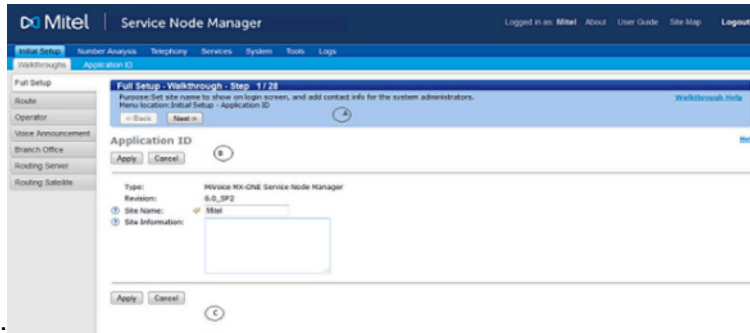 Mitel | Service Node Manager Logged in as: Mitel About User Guide Site Map Logout
Initial Setup Number Analysis Telephony Services System Tools Logs
Walkthroughs Application ID
Full Setup
Route
Operator
Voice Announcement
Branch Office
Routing Server
Routing Satellite
Full Setup - Walkthrough - Step 1 / 28
Purpose:Set site name to show on login screen, and add contact info for the system administrators.
Menu location:Initial Setup - Application ID
Walkthrough Help
<- Back Next ->
A
Application ID
Apply Cancel
B
Type: MiVoice MX-ONE Service Node Manager
Revision: 6.0_SP2
Site Name: Mitel
Site Information:
Apply Cancel
C
.